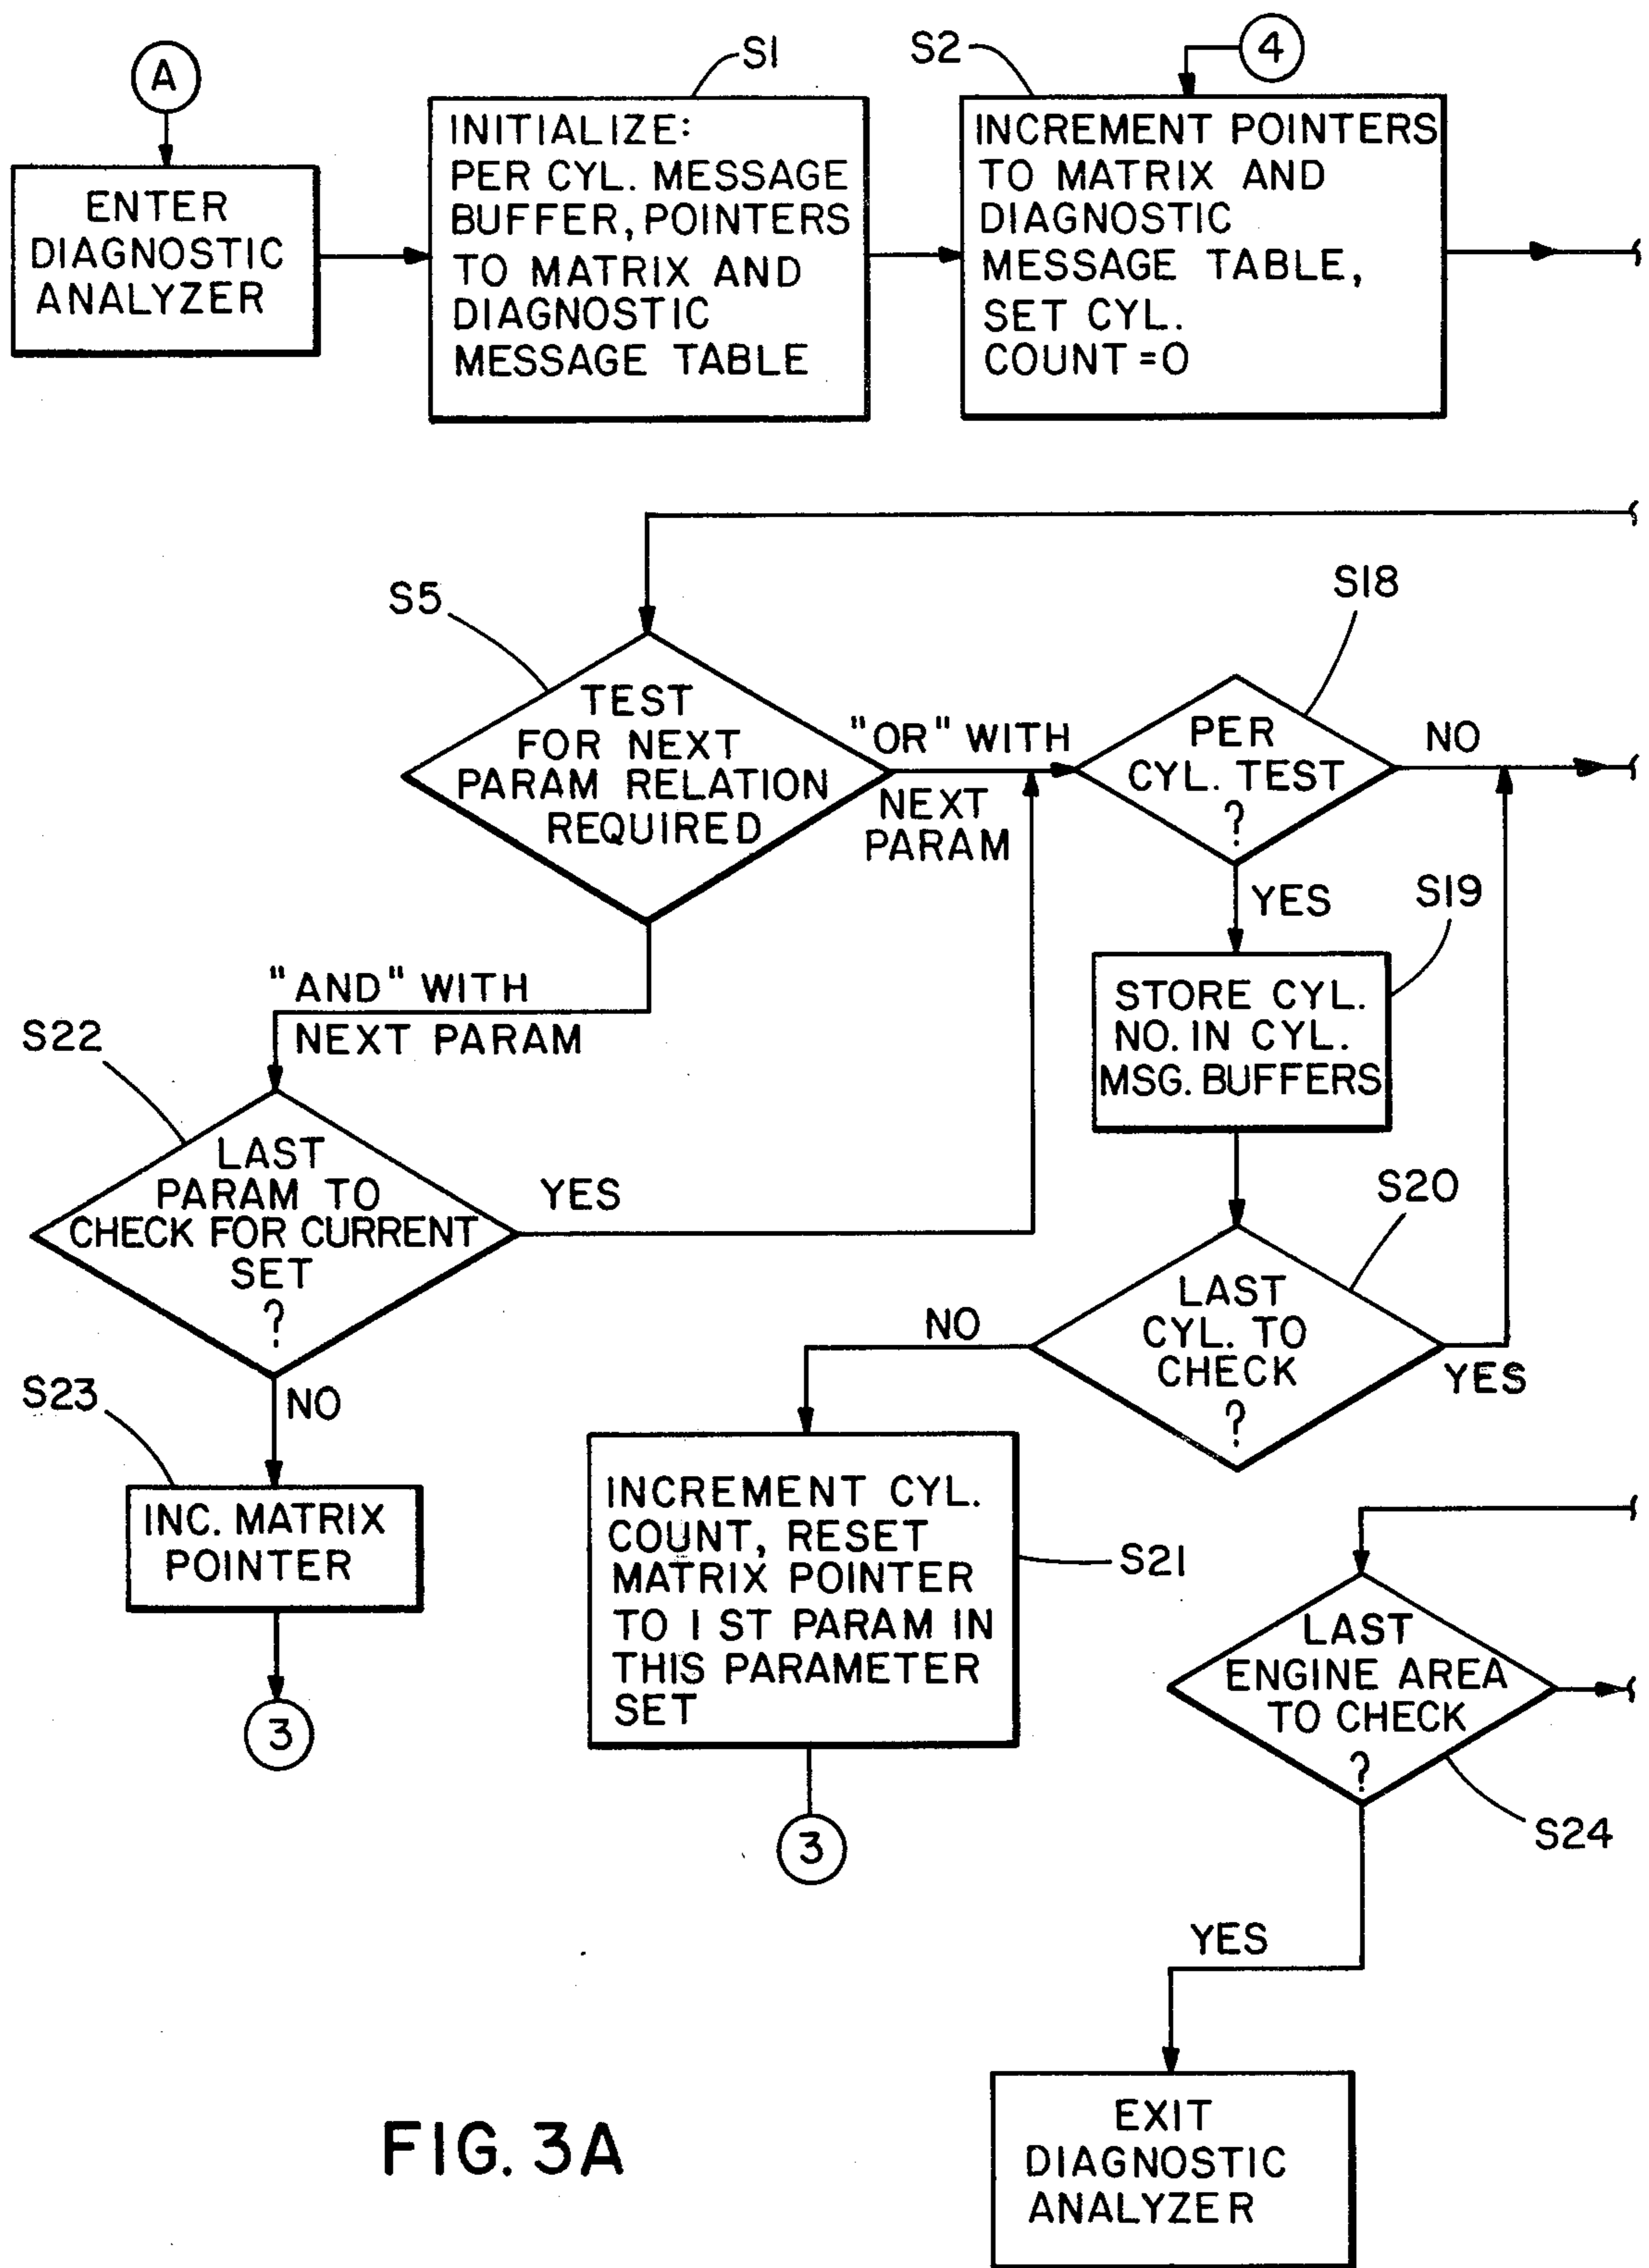 A
S1
S2
4
ENTER
DIAGNOSTIC
ANALYZER
INITIALIZE:
PER CYL. MESSAGE
BUFFER, POINTERS
TO MATRIX AND
DIAGNOSTIC
MESSAGE TABLE
INCREMENT POINTERS
TO MATRIX AND
DIAGNOSTIC
MESSAGE TABLE,
SET CYL.
COUNT = 0
S5
TEST
FOR NEXT
PARAM RELATION
REQUIRED
"OR" WITH
NEXT
PARAM
S18
PER
CYL. TEST
?
NO
YES
S19
STORE CYL.
NO. IN CYL.
MSG. BUFFERS
"AND" WITH
NEXT PARAM
S22
LAST
PARAM TO
CHECK FOR CURRENT
SET
?
YES
NO
S20
LAST
CYL. TO
CHECK
?
NO
YES
S23
INC. MATRIX
POINTER
3
INCREMENT CYL.
COUNT, RESET
MATRIX POINTER
TO 1 ST PARAM IN
THIS PARAMETER
SET
S21
3
LAST
ENGINE AREA
TO CHECK
?
S24
YES
EXIT
DIAGNOSTIC
ANALYZER
FIG. 3A